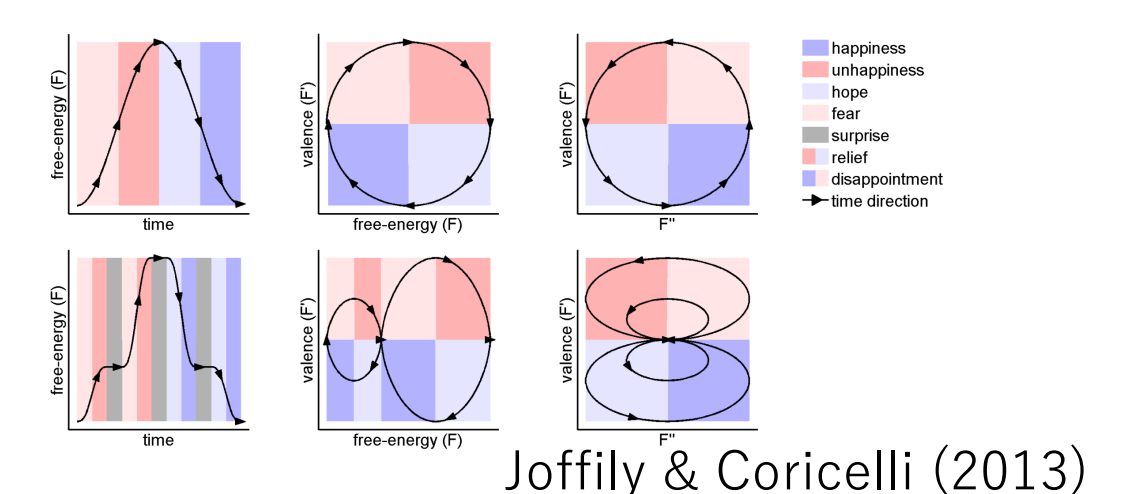 free-energy (F)
time
valence (F')
free-energy (F)
valence (F')
F"
happiness
unhappiness
hope
fear
surprise
relief
disappointment
time direction
free-energy (F)
time
valence (F')
free-energy (F)
valence (F')
F"
Joffily & Coricelli (2013)